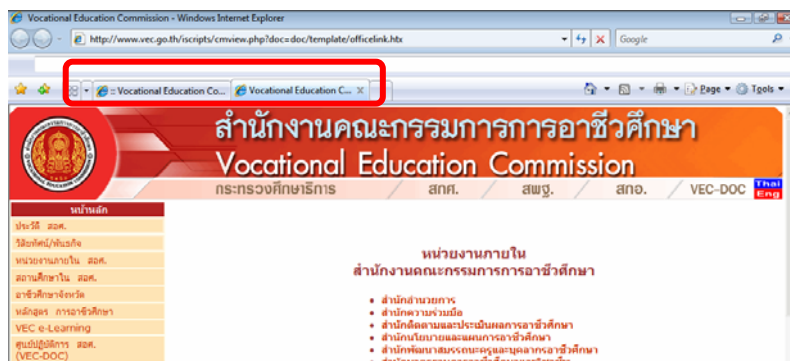 Vocational Education Commission - Windows Internet Explorer
http://www.vec.go.th/iscripts/cmview.php?doc=doc/template/officelink.htx
Google
:: Vocational Education Co...
Vocational Education C...
Page
Tools
สำนักงานคณะกรรมการการอาชีวศึกษา
Vocational Education Commission
กระทรวงศึกษาธิการ / สกศ. / สพฐ. / สกอ. / VEC-DOC
Thai
Eng
หน้าหลัก
ประวัติ สอศ.
วิสัยทัศน์/พันธกิจ
หน่วยงานภายใน สอศ.
สถานศึกษาใน สอศ.
อาชีวศึกษาจังหวัด
หลักสูตร การอาชีวศึกษา
VEC e-Learning
ศูนย์ปฏิบัติการ สอศ.
(VEC-DOC)
หน่วยงานภายใน
สำนักงานคณะกรรมการการอาชีวศึกษา
• สำนักอำนวยการ
• สำนักความร่วมมือ
• สำนักติดตามและประเมินผลการอาชีวศึกษา
• สำนักนโยบายและแผนการอาชีวศึกษา
• สำนักพัฒนาสมรรถนะครูและบุคลากรอาชีวศึกษา